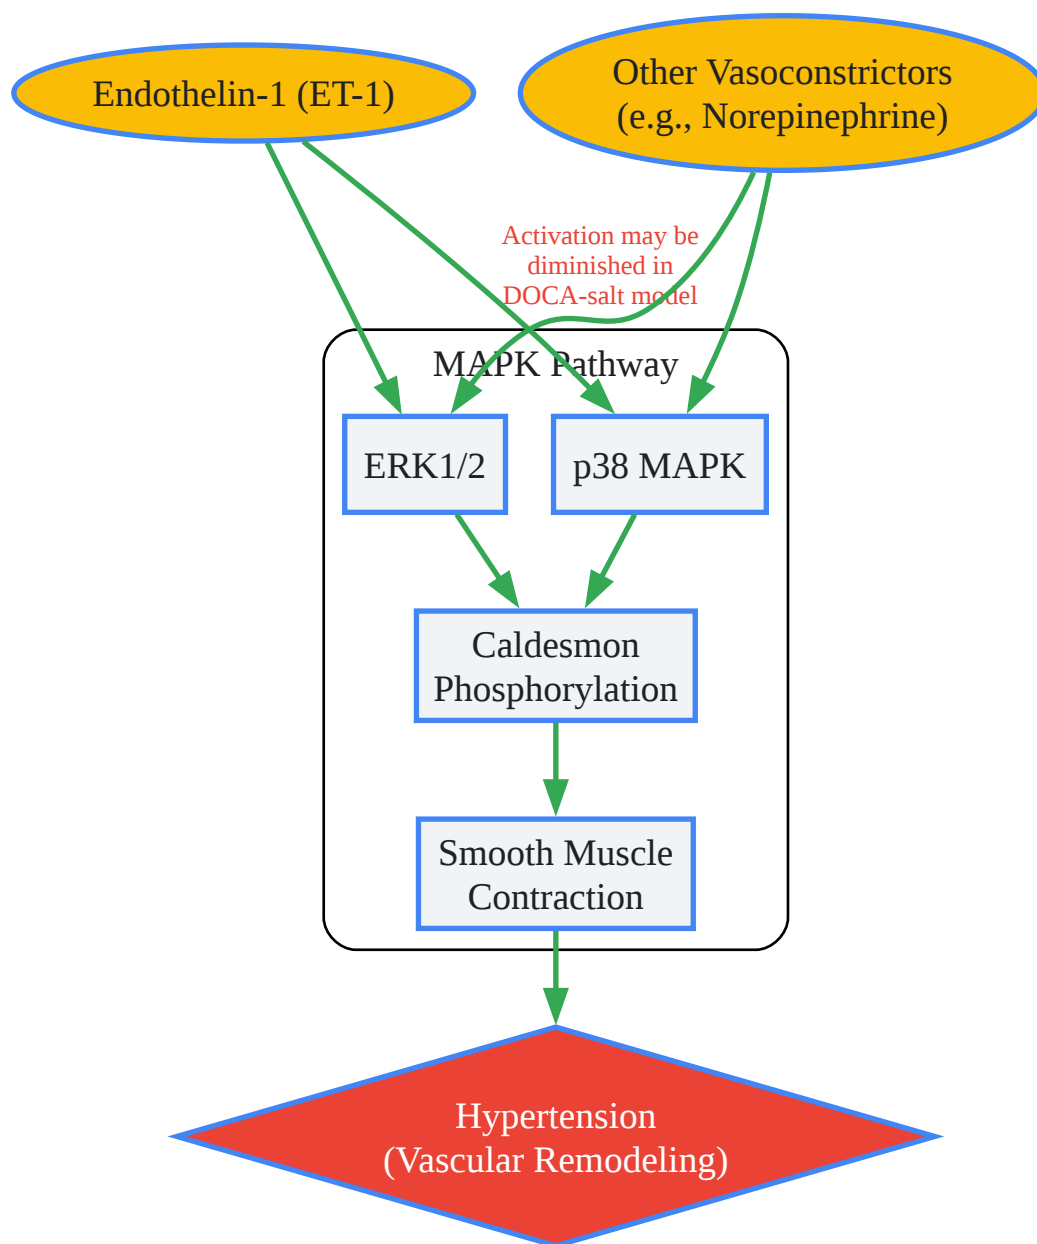 Endothelin-1 (ET-1)
Other Vasoconstrictors
(e.g., Norepinephrine)
Activation may be
diminished in
DOCA-salt model
MAPK Pathway
ERK1/2
p38 MAPK
Caldesmon
Phosphorylation
Smooth Muscle
Contraction
Hypertension
(Vascular Remodeling)